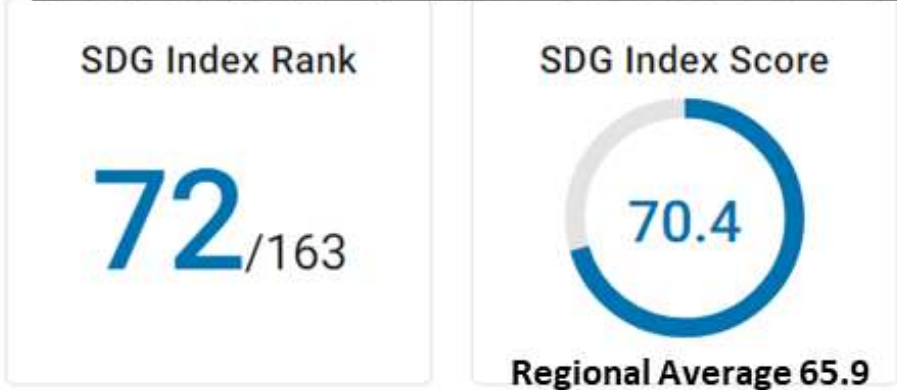 SDG Index Rank
72/163
SDG Index Score
70.4
Regional Average 65.9